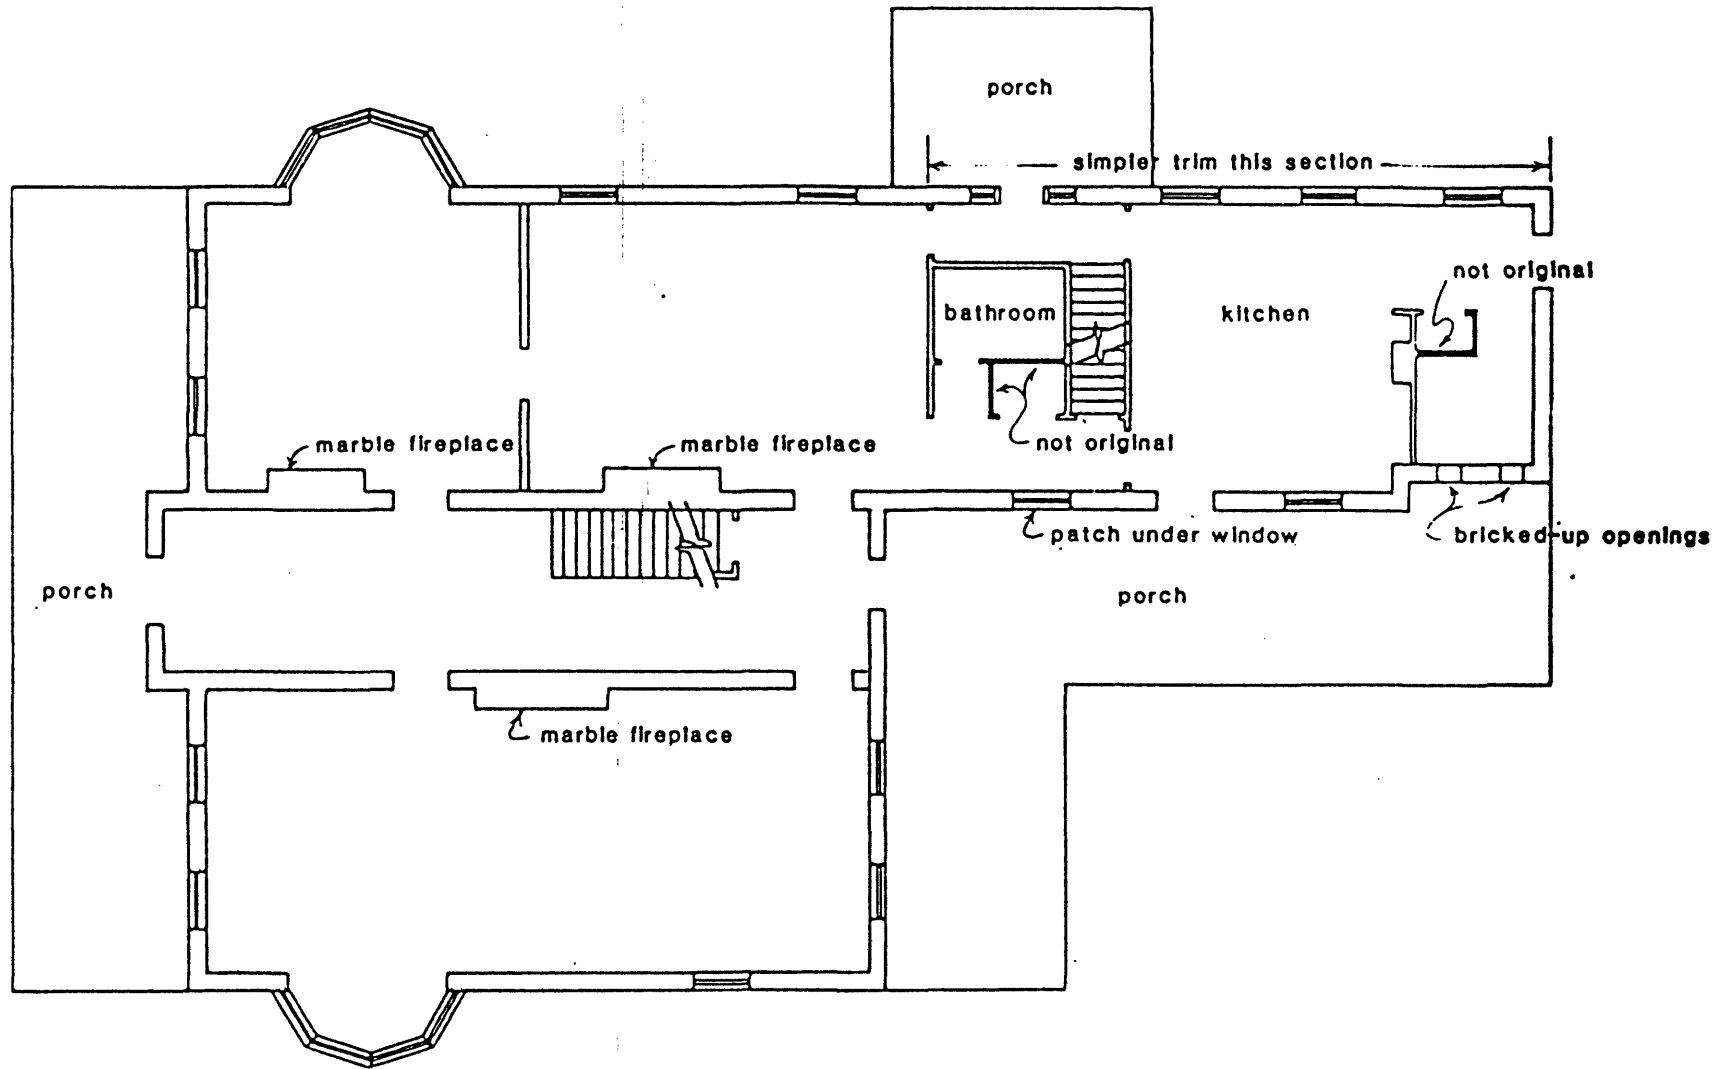 porch
simpler trim this section
not original
bathroom
kitchen
marble fireplace
marble fireplace
not original
patch under window
bricked-up openings
porch
porch
marble fireplace